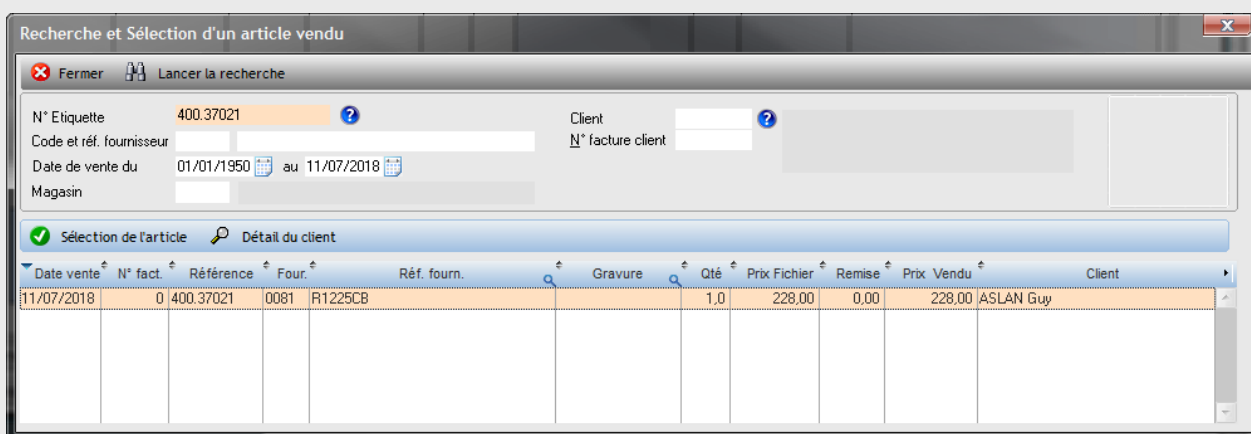 Recherche et Sélection d'un article vendu
Fermer Lancer la recherche
N° Etiquette 400.37021 Client
Code et réf. fournisseur N° facture client
Date de vente du 01/01/1950 au 11/07/2018
Magasin
Sélection de l'article Détail du client
Date vente N° fact. Référence Four. Réf. fourn. Gravure Qté Prix Fichier Remise Prix Vendu Client
11/07/2018 0 400.37021 0081 R1225CB 1,0 228,00 0,00 228,00 ASLAN Guy